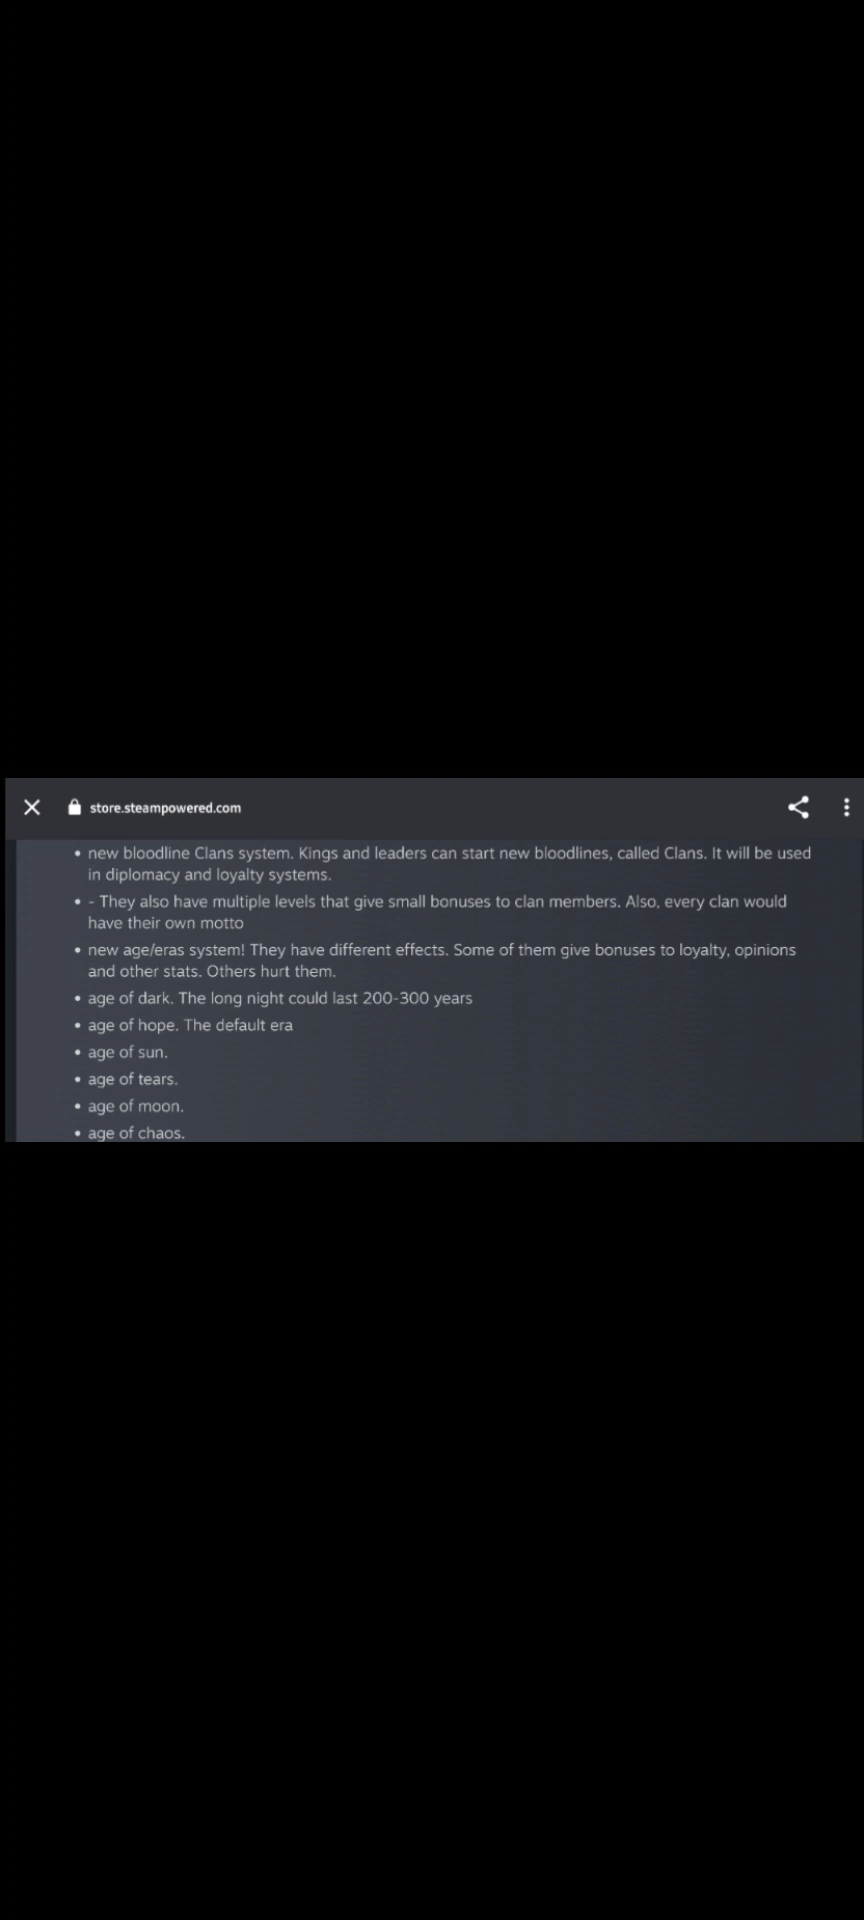 store.steampowered.com
• new bloodline Clans system. Kings and leaders can start new bloodlines, called Clans. It will be used
in diplomacy and loyalty systems.
• - They also have multiple levels that give small bonuses to clan members. Also, every clan would
have their own motto
• new age/eras system! They have different effects. Some of them give bonuses to loyalty, opinions
and other stats. Others hurt them.
• age of dark. The long night could last 200-300 years
• age of hope. The default era
• age of sun.
• age of tears.
• age of moon.
• age of chaos.